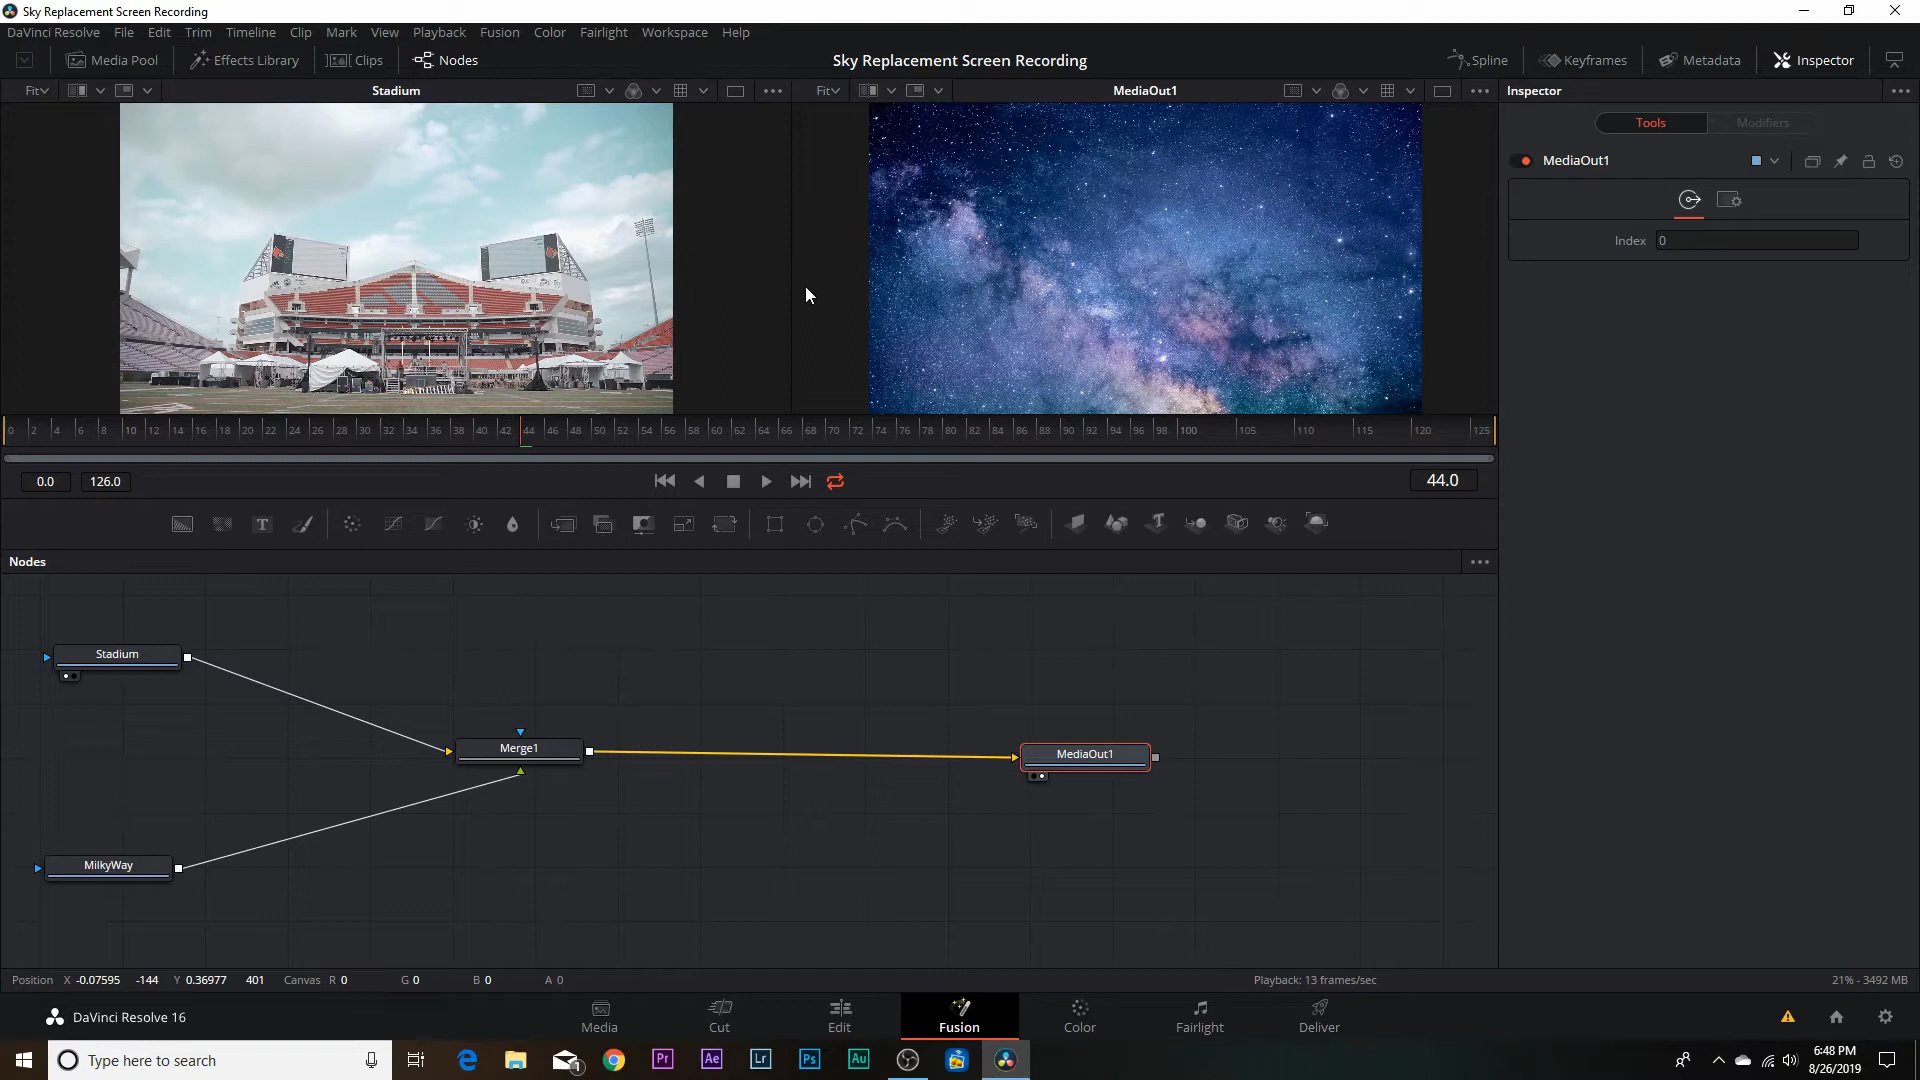 Sky Replacement Screen Recording
DaVinci Resolve File Edit Trim Timeline Clip Mark View Playback Fusion Color Fairlight Workspace Help
Media Pool Effects Library Clips Nodes Sky Replacement Screen Recording Spline Keyframes Metadata Inspector
Fit Stadium Fit MediaOut1 Inspector
Tools Modifiers
MediaOut1
Index 0
0 2 4 6 8 10 12 14 16 18 20 22 24 26 28 30 32 34 36 38 40 42 44 46 48 50 52 54 56 58 60 62 64 66 68 70 72 74 76 78 80 82 84 86 88 90 92 94 96 98 100 105 110 115 120 125
0.0 126.0 44.0
T
Nodes
Stadium
Merge1
MediaOut1
MilkyWay
Position X -0.07595 -144 Y 0.36977 401 Canvas R 0 G 0 B 0 A 0 Playback: 13 frames/sec 21% - 3492 MB
DaVinci Resolve 16 Media Cut Edit Fusion Color Fairlight Deliver
Type here to search 1 Pr Ae Lr Ps Au 6:48 PM
8/26/2019